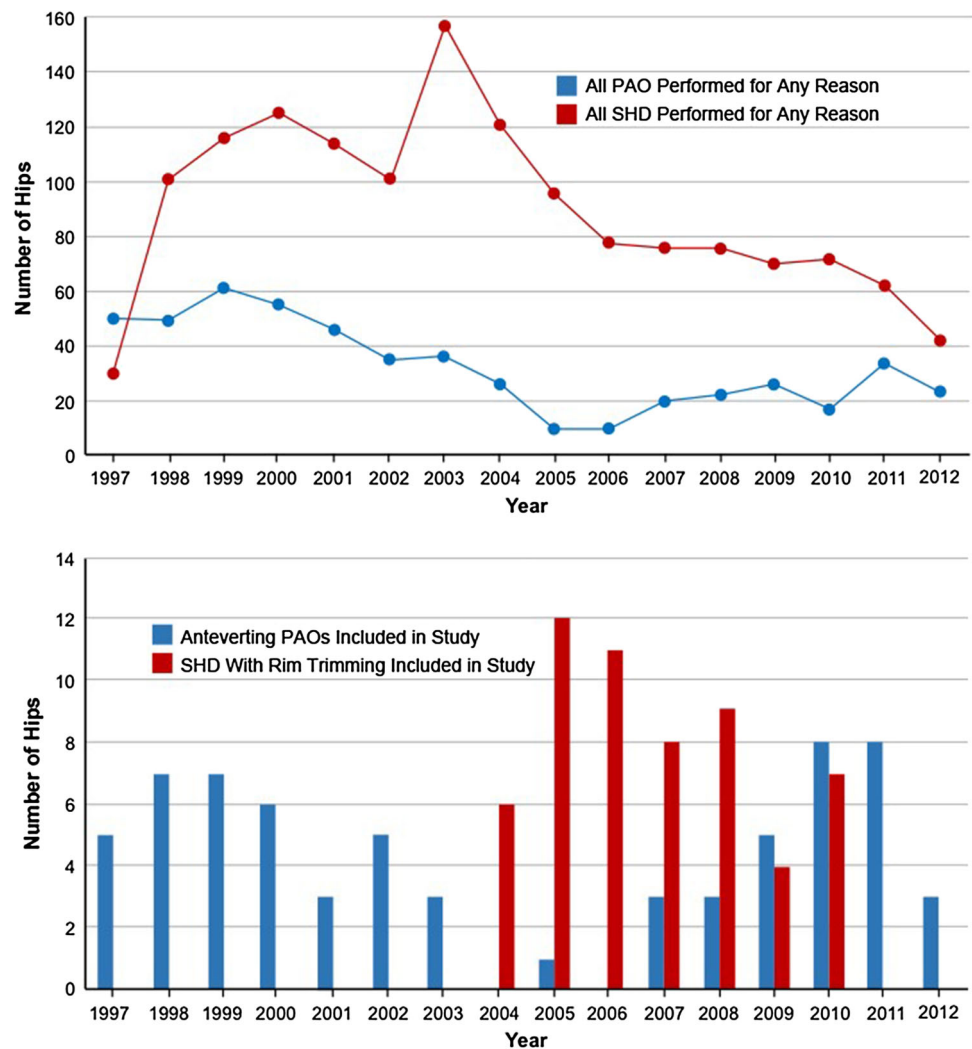 160
140
120
100
80
60
40
20
0
Number of Hips
All PAO Performed for Any Reason
All SHD Performed for Any Reason
1997 1998 1999 2000 2001 2002 2003 2004 2005 2006 2007 2008 2009 2010 2011 2012
Year
14
12
10
8
6
4
2
0
Number of Hips
Anteverting PAOs Included in Study
SHD With Rim Trimming Included in Study
1997 1998 1999 2000 2001 2002 2003 2004 2005 2006 2007 2008 2009 2010 2011 2012
Year